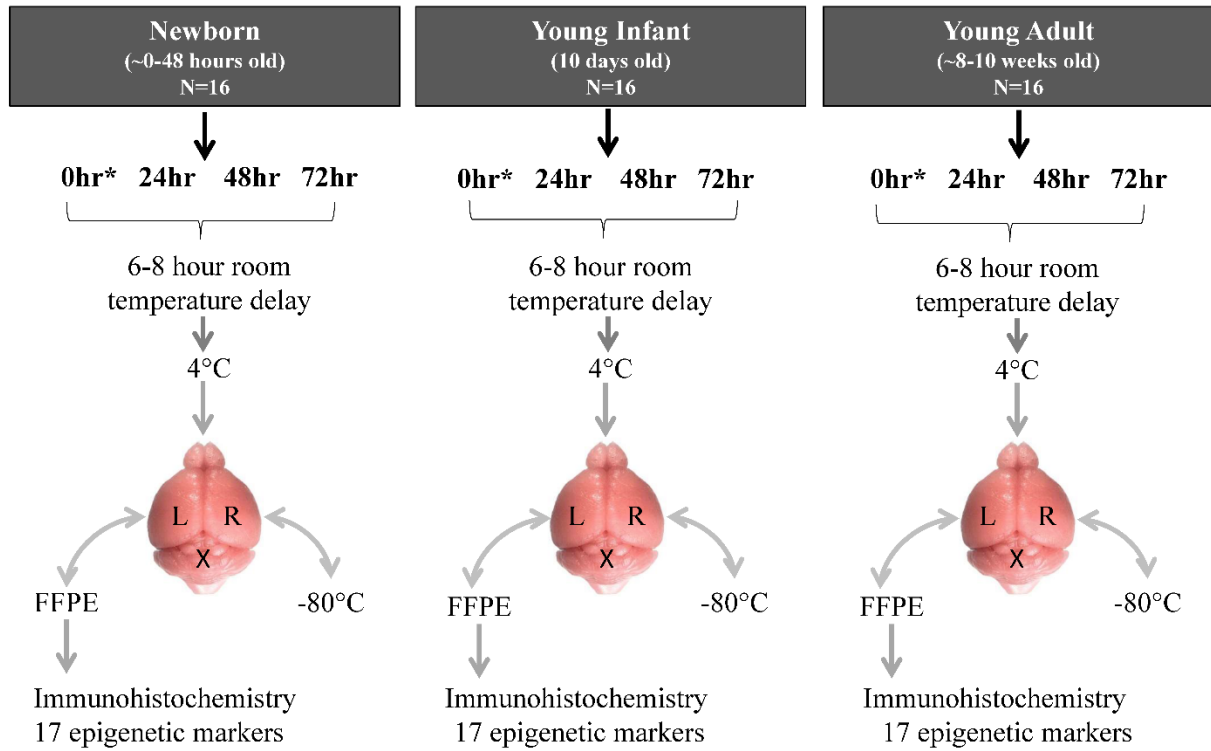 Newborn
(~0-48 hours old)
N=16
0hr* 24hr 48hr 72hr
6-8 hour room
temperature delay
4°C
L R
X
FFPE -80°C
Immunohistochemistry
17 epigenetic markers
Young Infant
(10 days old)
N=16
0hr* 24hr 48hr 72hr
6-8 hour room
temperature delay
4°C
L R
X
FFPE -80°C
Immunohistochemistry
17 epigenetic markers
Young Adult
(~8-10 weeks old)
N=16
0hr* 24hr 48hr 72hr
6-8 hour room
temperature delay
4°C
L R
X
FFPE -80°C
Immunohistochemistry
17 epigenetic markers